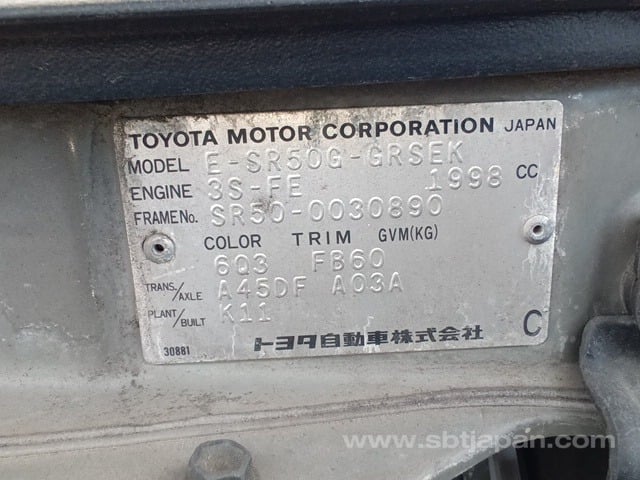 TOYOTA MOTOR CORPORATION JAPAN
MODEL E-SR50G-GRSEK
ENGINE 3S-FE 1998 CC
FRAME No. SR50-0030890
COLOR TRIM GVM(KG)
6Q3 FB60
TRANS./AXLE A45DF A03A
PLANT/BUILT K11
30881 トヨタ自動車株式会社 C
www.sbtjapan.com